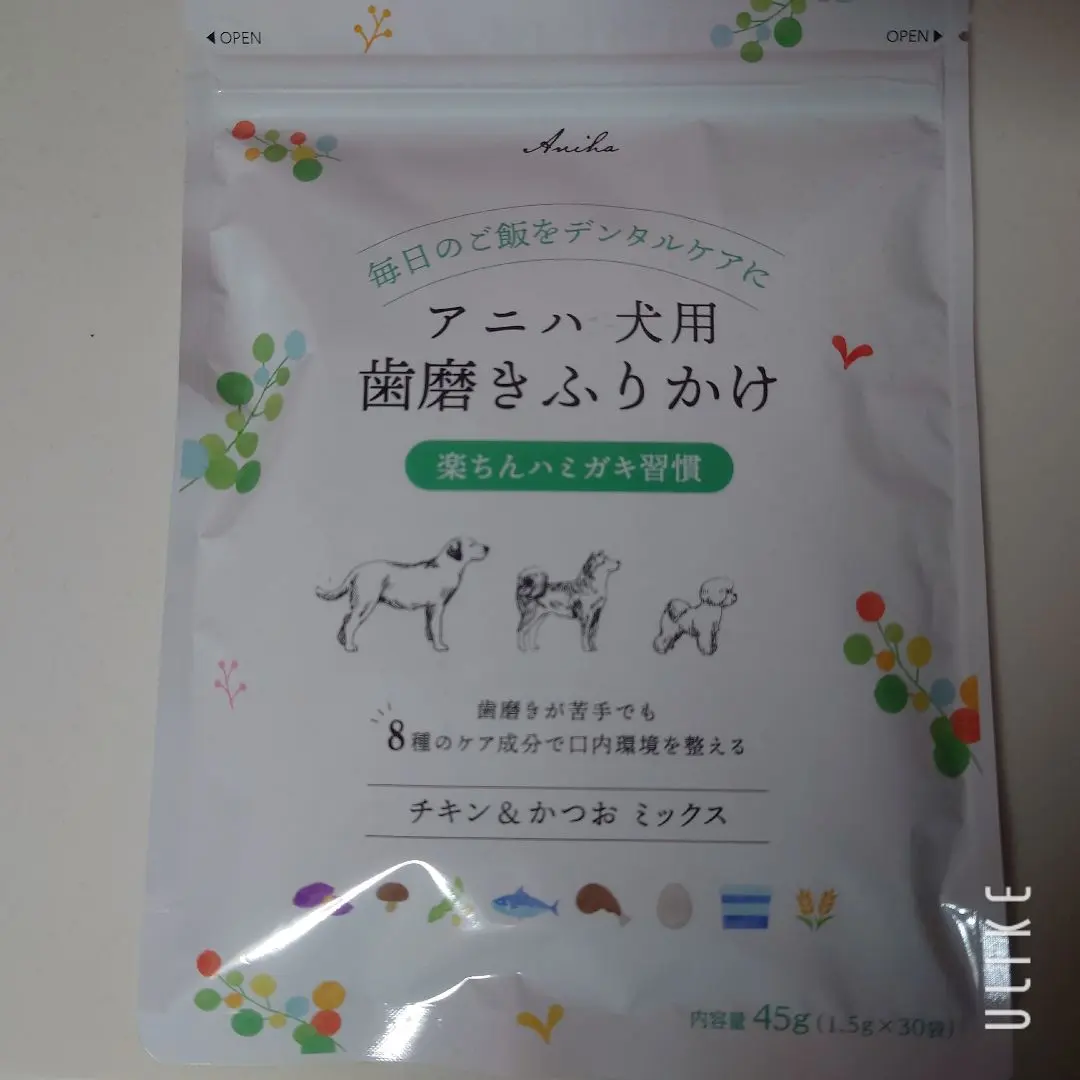 OPEN
OPEN
Aniha
毎日のご飯をデンタルケアに
アニハ 犬用
歯磨きふりかけ
楽ちんハミガキ習慣
歯磨きが苦手でも
8種のケア成分で口内環境を整える
チキン&かつお ミックス
内容量 45g(1.5g×30袋)
ULIKE